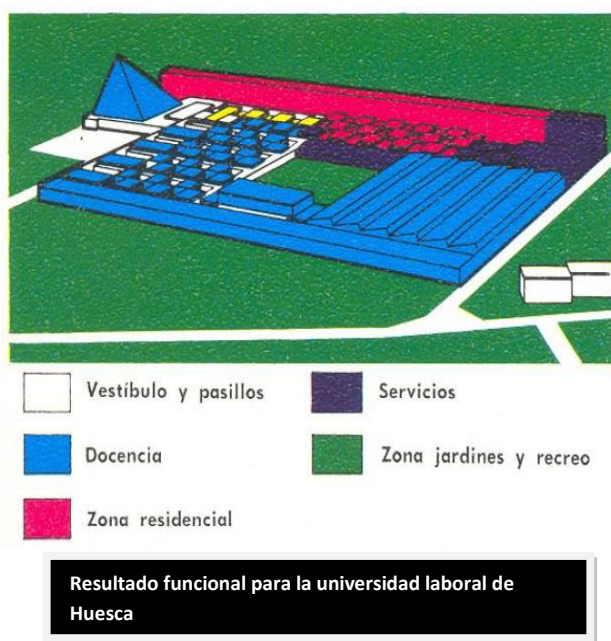 Vestíbulo y pasillos
Servicios
Docencia
Zona jardines y recreo
Zona residencial
Resultado funcional para la universidad laboral de
Huesca